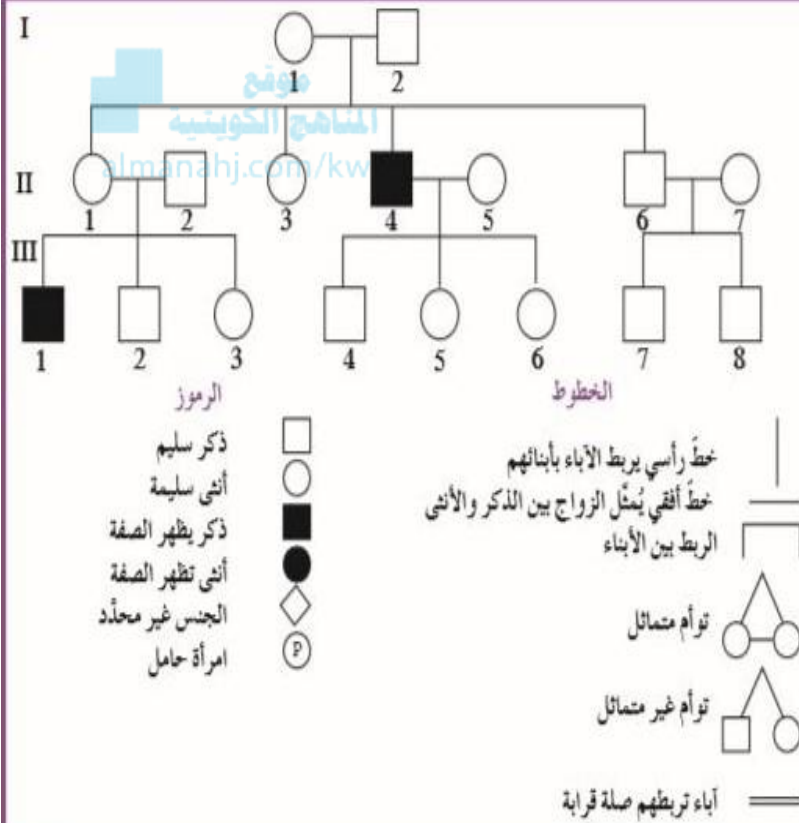 I
موقع
المناهج الكويتية
almanahj.com/kw
1 2
II
1 2 3 4 5 6 7
III
1 2 3 4 5 6 7 8
الخطوط
خطّ رأسي يربط الآباء بأبنائهم
خطّ أفقي يُمثّل الزواج بين الذكر والأنثى
الربط بين الأبناء
توأم متماثل
توأم غير متماثل
آباء تربطهم صلة قرابة
الرموز
ذكر سليم
أنثى سليمة
ذكر يظهر الصفة
أنثى تظهر الصفة
الجنس غير محدَّد
امرأة حامل
P